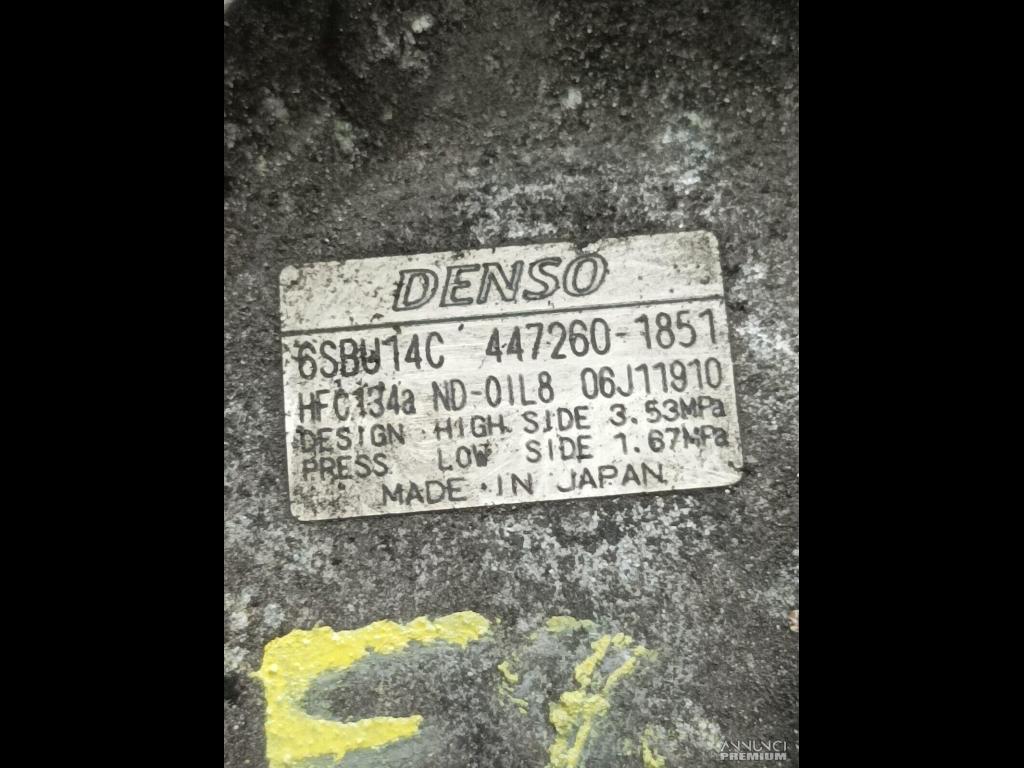 DENSO
6SBU14C 447260-1851
HFC134a ND-OIL8 06J11910
DESIGN HIGH SIDE 3.53MPa
PRESS LOW SIDE 1.67MPa
MADE IN JAPAN
ANNUNCI
PREMIUM